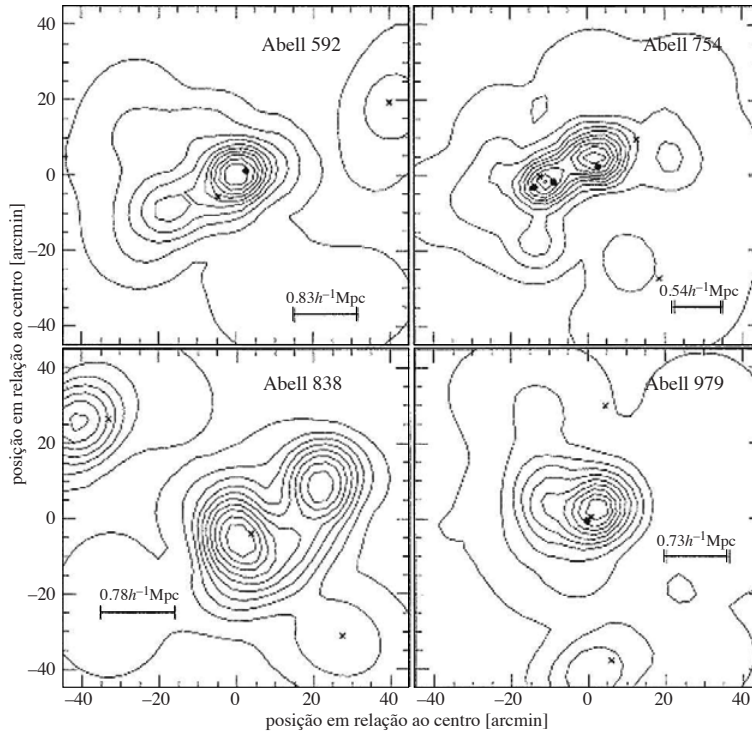 40
20
0
−20
−40
Abell 592
0.83h⁻¹Mpc
Abell 754
0.54h⁻¹Mpc
posição em relação ao centro [arcmin]
40
20
0
−20
−40
Abell 838
0.78h⁻¹Mpc
Abell 979
0.73h⁻¹Mpc
−40 −20 0 20 40
−40 −20 0 20 40
posição em relação ao centro [arcmin]